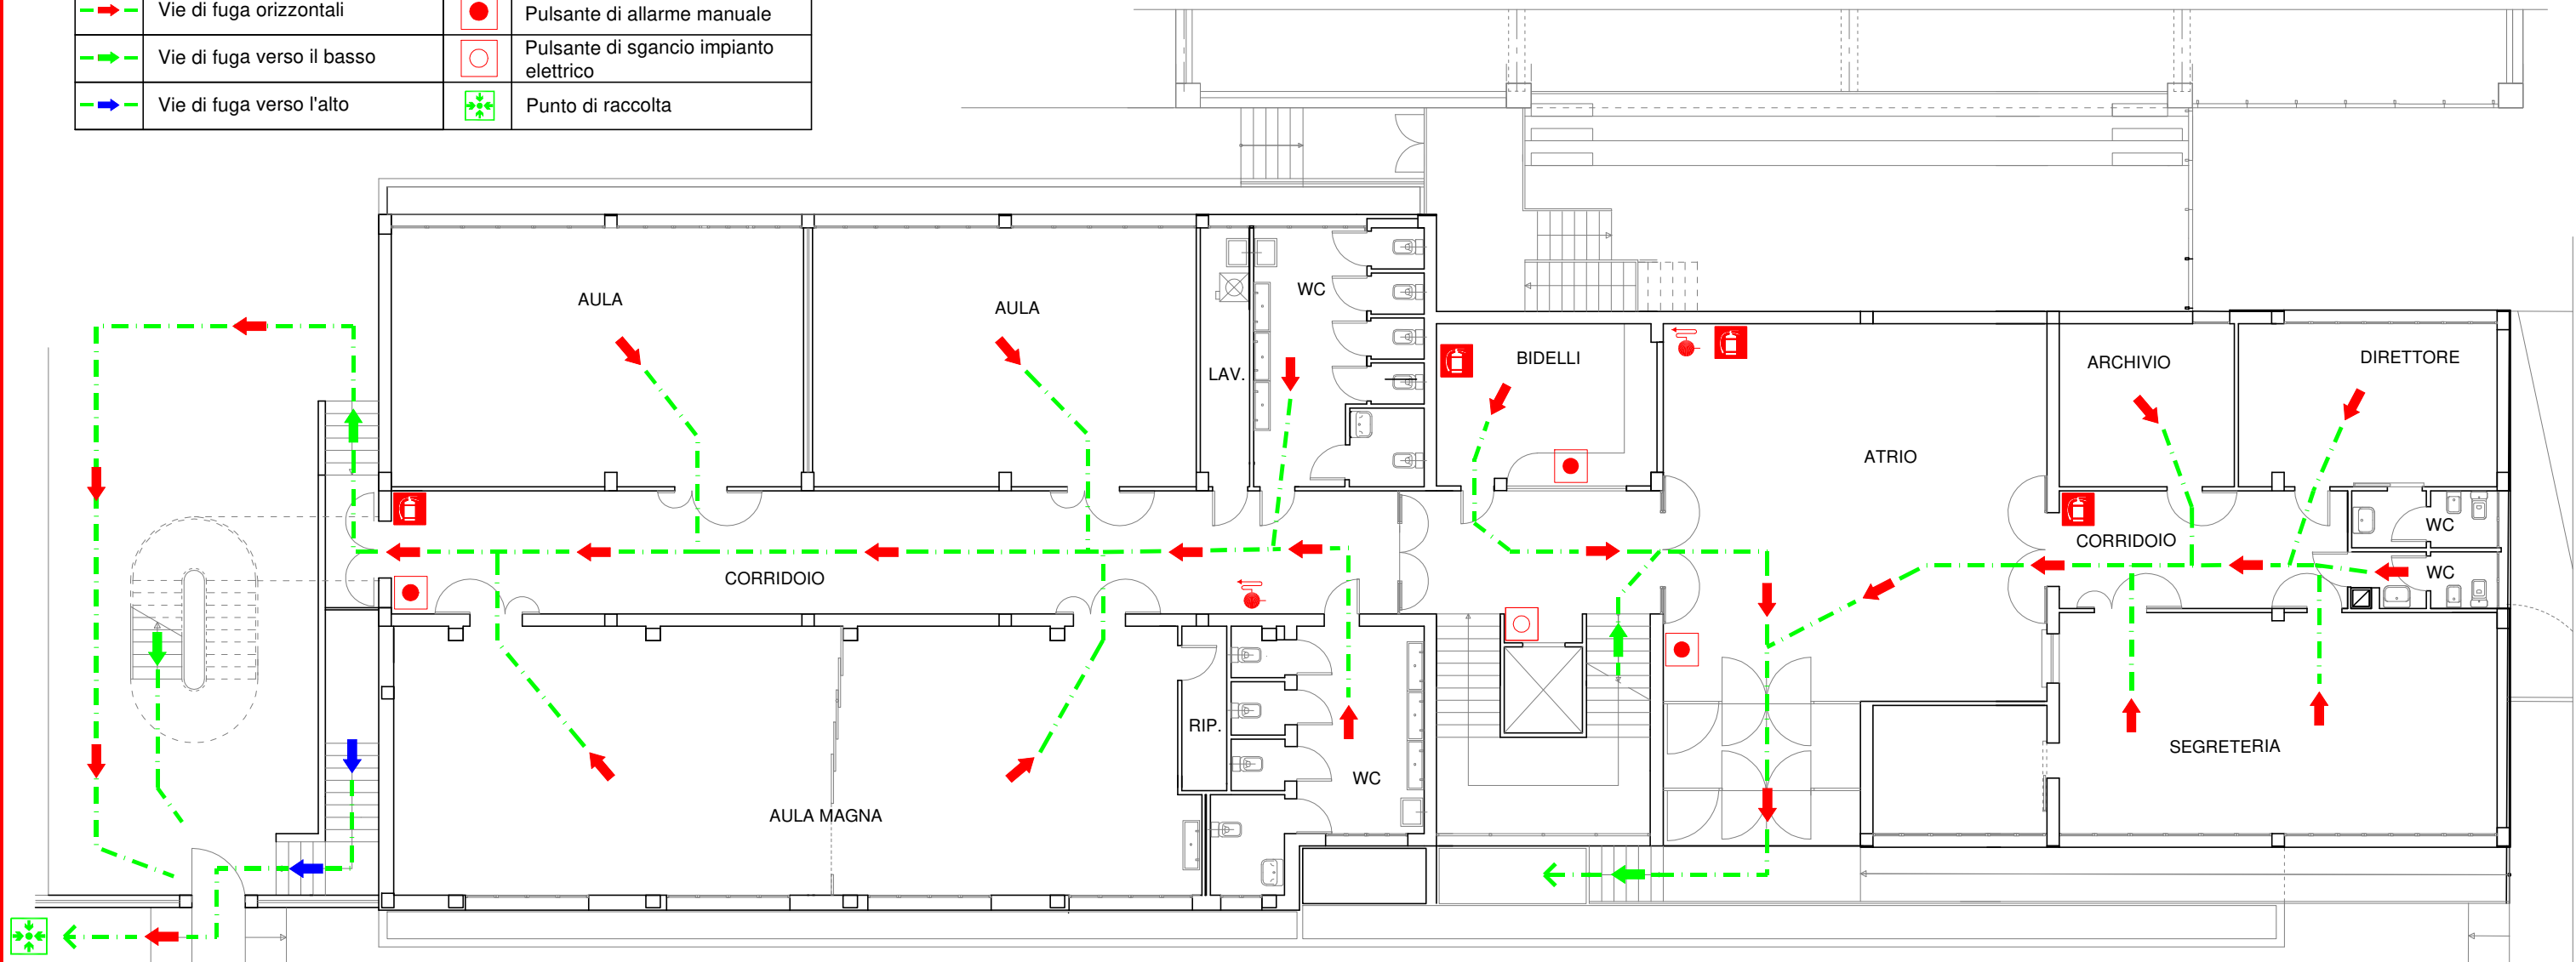 Vie di fuga orizzontali
Pulsante di allarme manuale
Vie di fuga verso il basso
Pulsante di sgancio impianto
elettrico
Vie di fuga verso l'alto
Punto di raccolta
AULA
AULA
WC
LAV.
BIDELLI
ARCHIVIO
DIRETTORE
ATRIO
WC
CORRIDOIO
WC
CORRIDOIO
RIP.
SEGRETERIA
WC
AULA MAGNA